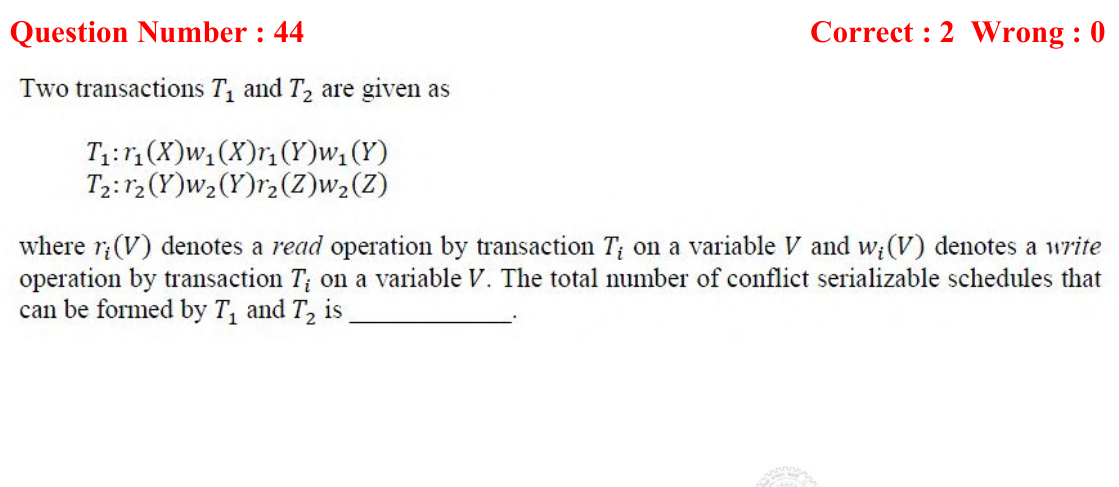 Question Number : 44 Correct : 2 Wrong : 0
Two transactions T₁ and T₂ are given as
T₁: r₁(X)w₁(X)r₁(Y)w₁(Y)
T₂: r₂(Y)w₂(Y)r₂(Z)w₂(Z)
where rᵢ(V) denotes a read operation by transaction Tᵢ on a variable V and wᵢ(V) denotes a write
operation by transaction Tᵢ on a variable V. The total number of conflict serializable schedules that
can be formed by T₁ and T₂ is ____________.